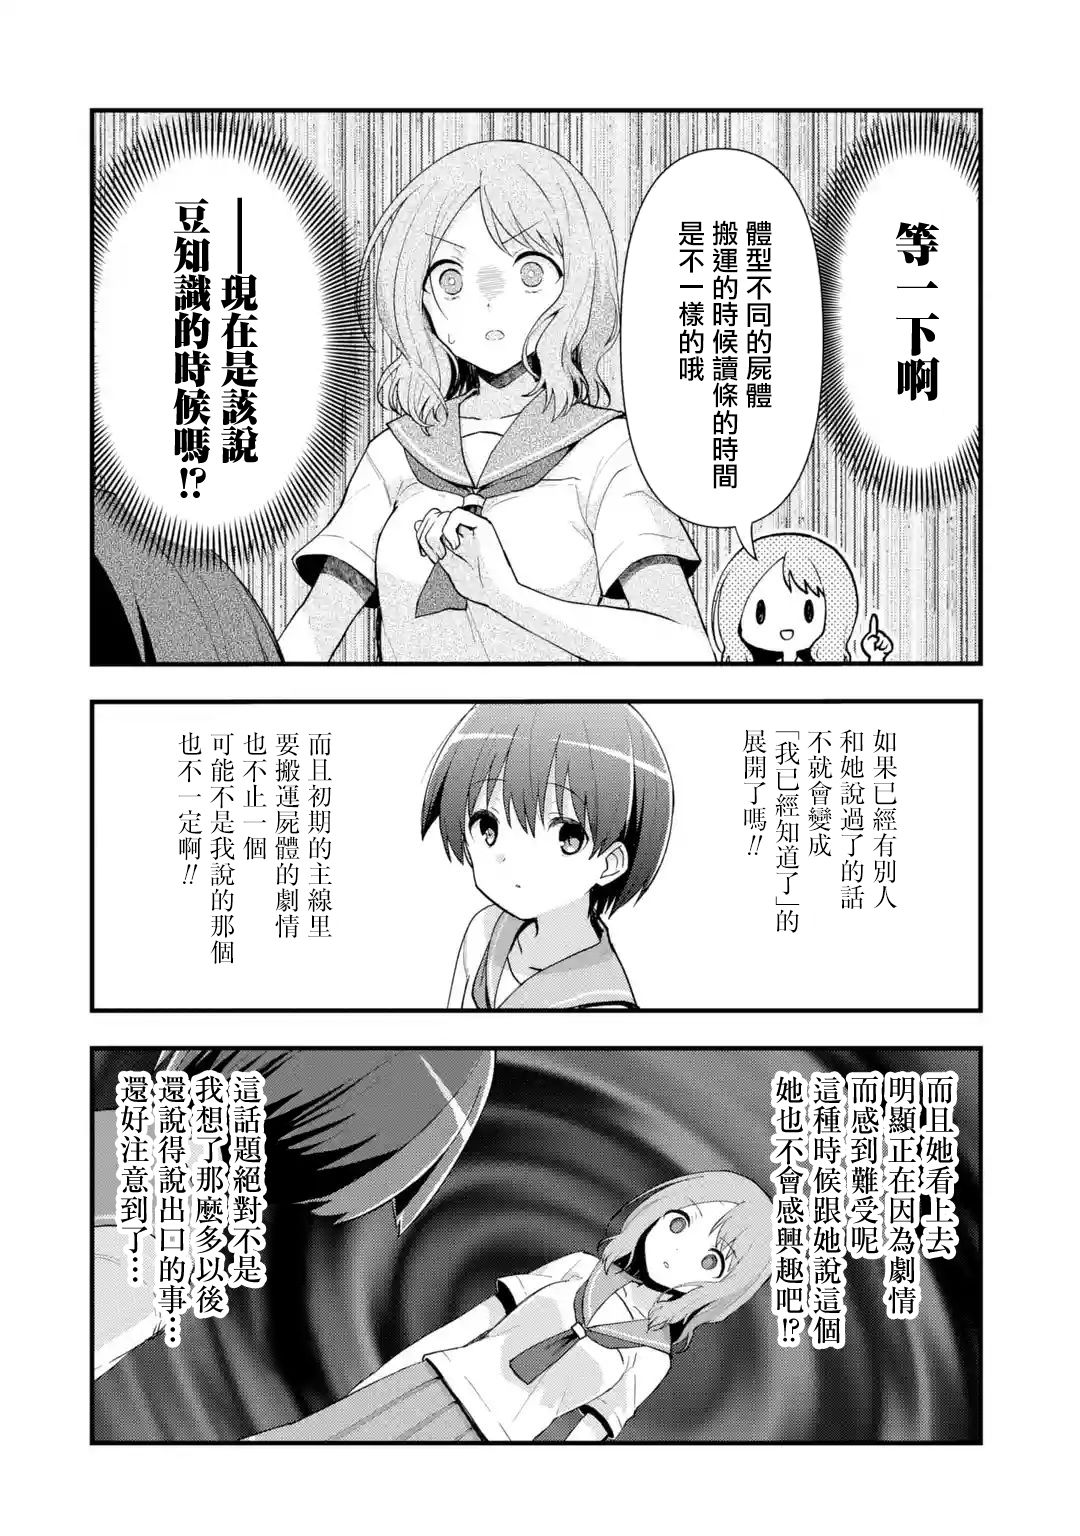 等一下啊
體型不同的屍體
搬運的時候讀條的時間
是不一樣的哦
——現在是該說
豆知識的時候嗎!?
如果已經有別人
和她說過了的話
不就會變成
「我已經知道了」的
展開了嗎!!
而且初期的主線里
要搬運屍體的劇情
也不止一個
可能不是我說的那個
也不一定啊!!
而且她看上去
明顯正在因為劇情
而感到難受呢
這種時候跟她說這個
她也不會感興趣吧!?
這話題絕對不是
我想了那麼多以後
還說得說出口的事…
還好注意到了…